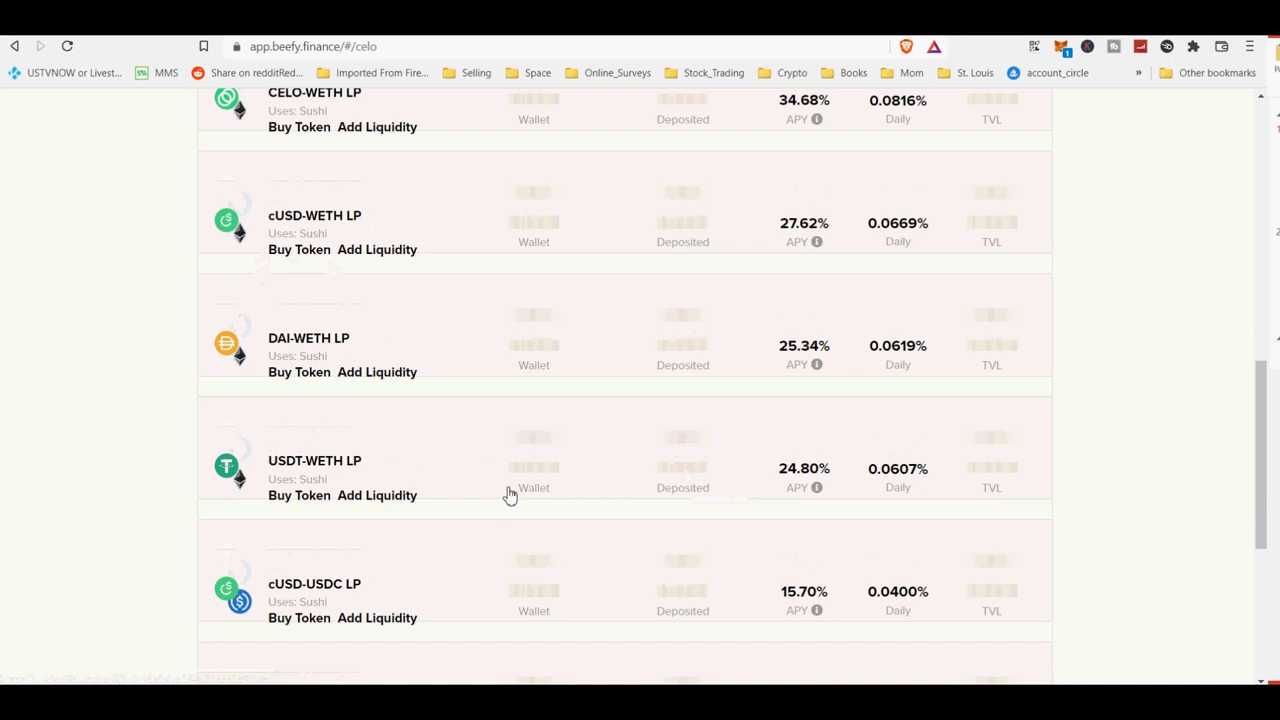 app.beefy.finance/#/celo
USTVNOW or Livest... MMS Share on redditRed... Imported From Fire... Selling Space Online_Surveys Stock_Trading Crypto Books Mom St. Louis account_circle » Other bookmarks
CELO-WETH LP
Uses: Sushi
Buy Token Add Liquidity
Wallet
Deposited
34.68%
APY
0.0816%
Daily
TVL
cUSD-WETH LP
Uses: Sushi
Buy Token Add Liquidity
Wallet
Deposited
27.62%
APY
0.0669%
Daily
TVL
DAI-WETH LP
Uses: Sushi
Buy Token Add Liquidity
Wallet
Deposited
25.34%
APY
0.0619%
Daily
TVL
USDT-WETH LP
Uses: Sushi
Buy Token Add Liquidity
Wallet
Deposited
24.80%
APY
0.0607%
Daily
TVL
cUSD-USDC LP
Uses: Sushi
Buy Token Add Liquidity
Wallet
Deposited
15.70%
APY
0.0400%
Daily
TVL